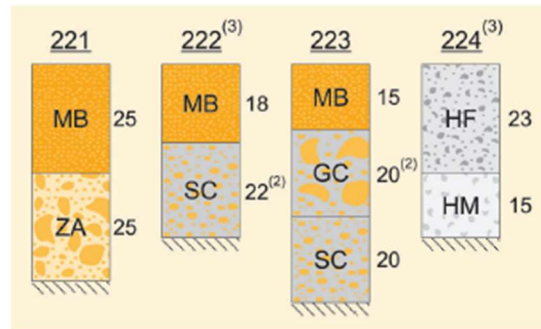 221 222(3) 223 224(3)
MB 25 MB 18 MB 15 HF 23
SC 22(2) GC 20(2)
ZA 25 HM 15
SC 20